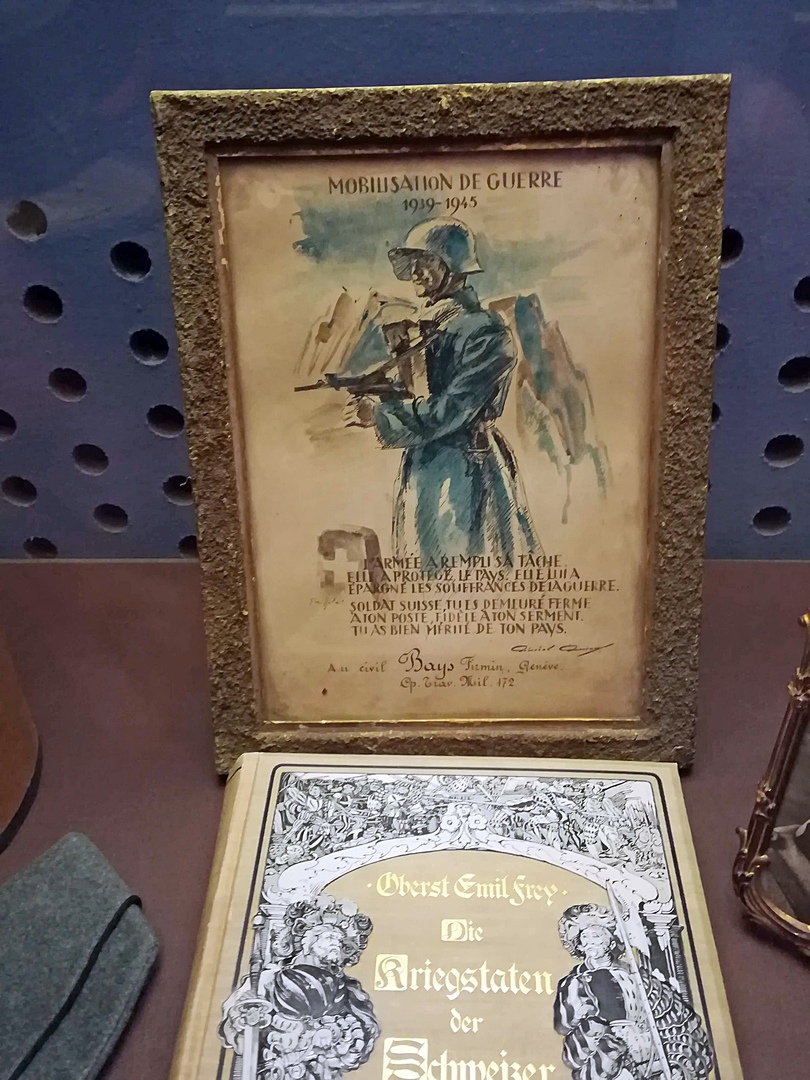 MOBILISATION DE GUERRE
1939-1945
L'ARMÉE A REMPLI SA TÂCHE,
ELLE A PROTÉGÉ LE PAYS. ELLE LUI A
ÉPARGNÉ LES SOUFFRANCES DE LA GUERRE.
SOLDAT SUISSE, TU ES DEMEURÉ FERME
A TON POSTE, FIDÈLE A TON SERMENT.
TU AS BIEN MÉRITÉ DE TON PAYS.
Au civil Bays Firmin, Genève.
Cp. Trav. Mil. 172
Oberst Emil Frey
Die
Kriegstaten
der
Schweizer